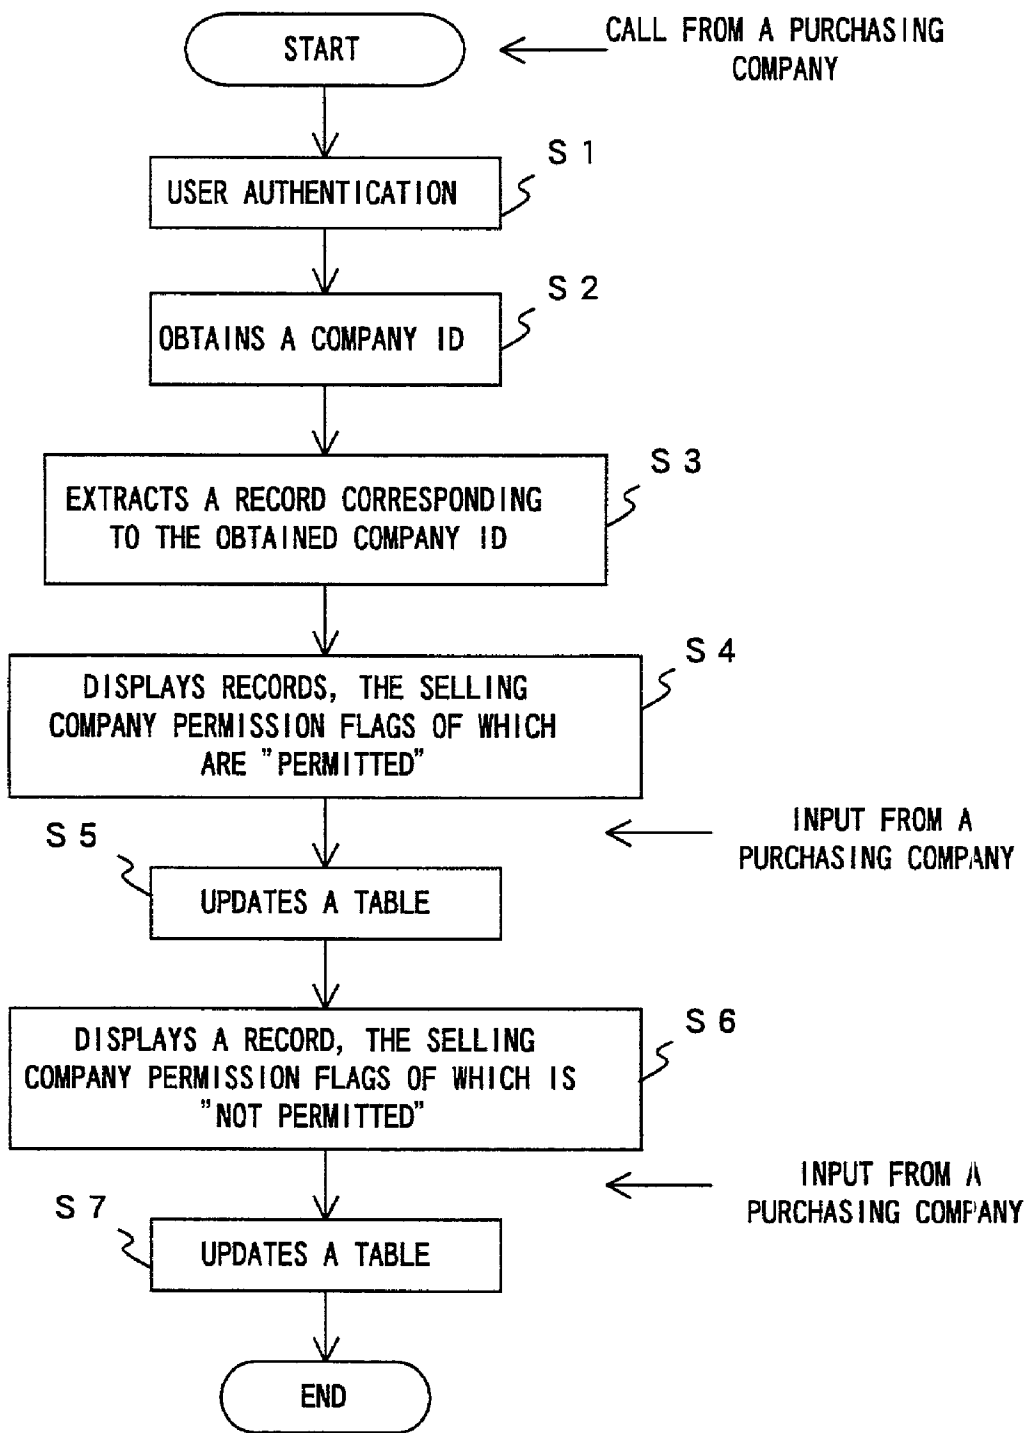 START
CALL FROM A PURCHASING
COMPANY
S 1
USER AUTHENTICATION
S 2
OBTAINS A COMPANY ID
S 3
EXTRACTS A RECORD CORRESPONDING
TO THE OBTAINED COMPANY ID
S 4
DISPLAYS RECORDS, THE SELLING
COMPANY PERMISSION FLAGS OF WHICH
ARE "PERMITTED"
INPUT FROM A
PURCHASING COMPANY
S 5
UPDATES A TABLE
S 6
DISPLAYS A RECORD, THE SELLING
COMPANY PERMISSION FLAGS OF WHICH IS
"NOT PERMITTED"
INPUT FROM A
PURCHASING COMPANY
S 7
UPDATES A TABLE
END